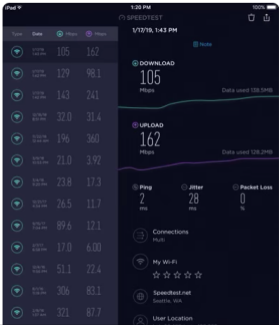 iPad
1:20 PM
100%
SPEEDTEST
Type Date Mbps Mbps
105 162
129 98.1
143 241
32.0 31.4
196 360
21.0 3.92
23.8 17.3
26.5 11.7
89.6 12.1
17.0 6.00
51.1 22.4
306 83.1
321 87.7
1/17/19, 1:43 PM
Note
DOWNLOAD
105
Mbps
Data used 135.5MB
UPLOAD
162
Mbps
Data used 128.2MB
Ping Jitter Packet Loss
2 28 0
ms ms %
Connections
Multi
My Wi-Fi
Speedtest.net
Seattle, WA
User Location